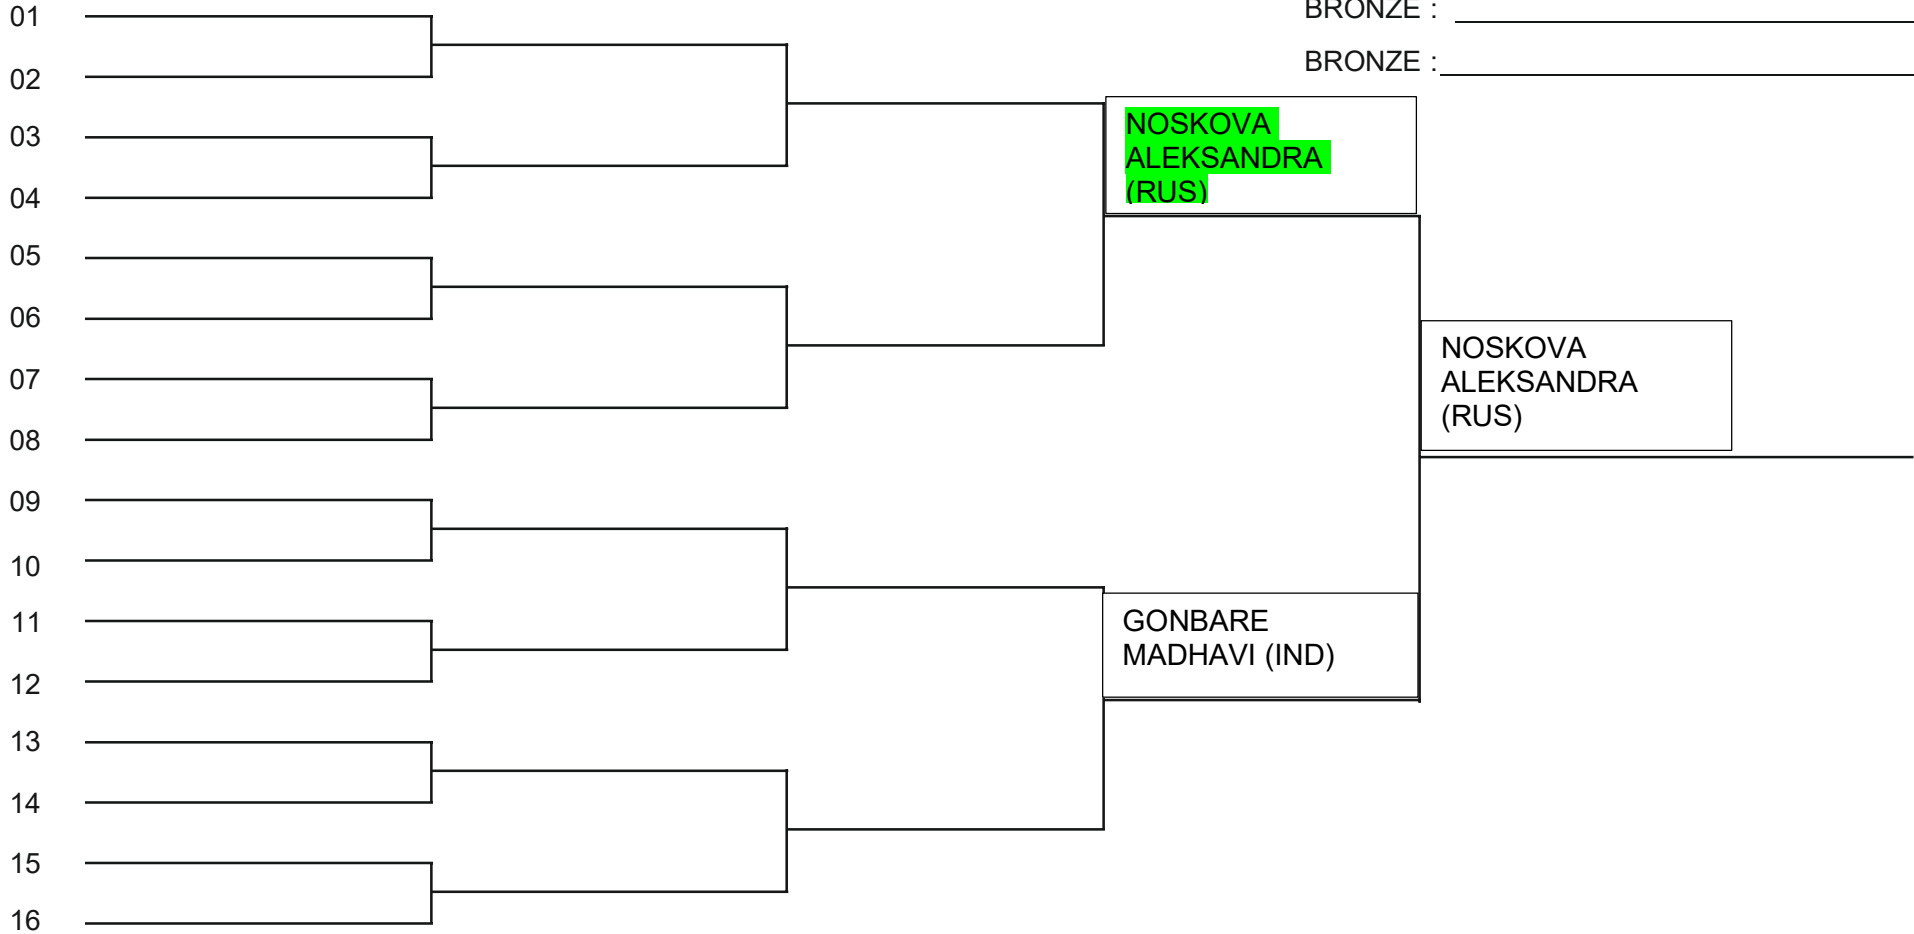 BRONZE :
BRONZE :
01
02
03
04
05
06
07
08
09
10
11
12
13
14
15
16
NOSKOVA
ALEKSANDRA
(RUS)
GONBARE
MADHAVI (IND)
NOSKOVA
ALEKSANDRA
(RUS)